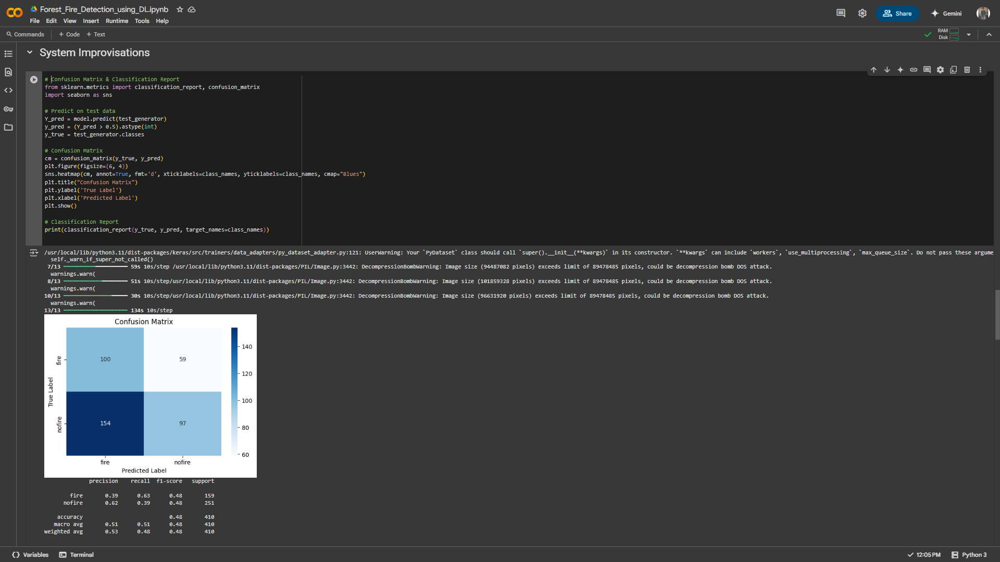 Forest_Fire_Detection_using_DL.ipynb
File Edit View Insert Runtime Tools Help
Share
Gemini
Commands + Code + Text
RAM
Disk
System Improvisations
# Confusion Matrix & Classification Report
from sklearn.metrics import classification_report, confusion_matrix
import seaborn as sns
# Predict on test data
Y_pred = model.predict(test_generator)
y_pred = (Y_pred > 0.5).astype(int)
y_true = test_generator.classes
# Confusion Matrix
cm = confusion_matrix(y_true, y_pred)
plt.figure(figsize=(6, 4))
sns.heatmap(cm, annot=True, fmt='d', xticklabels=class_names, yticklabels=class_names, cmap="Blues")
plt.title("Confusion Matrix")
plt.ylabel('True Label')
plt.xlabel('Predicted Label')
plt.show()
# Classification Report
print(classification_report(y_true, y_pred, target_names=class_names))
/usr/local/lib/python3.11/dist-packages/keras/src/trainers/data_adapters/py_dataset_adapter.py:121: UserWarning: Your `PyDataset` class should call `super().__init__(**kwargs)` in its constructor. `**kwargs` can include `workers`, `use_multiprocessing`, `max_queue_size`. Do not pass these argume
self._warn_if_super_not_called()
7/13 59s 10s/step /usr/local/lib/python3.11/dist-packages/PIL/Image.py:3442: DecompressionBombWarning: Image size (94487082 pixels) exceeds limit of 89478485 pixels, could be decompression bomb DOS attack.
warnings.warn(
8/13 51s 10s/step/usr/local/lib/python3.11/dist-packages/PIL/Image.py:3442: DecompressionBombWarning: Image size (101859328 pixels) exceeds limit of 89478485 pixels, could be decompression bomb DOS attack.
warnings.warn(
10/13 30s 10s/step/usr/local/lib/python3.11/dist-packages/PIL/Image.py:3442: DecompressionBombWarning: Image size (96631920 pixels) exceeds limit of 89478485 pixels, could be decompression bomb DOS attack.
warnings.warn(
13/13 134s 10s/step
Confusion Matrix
True Label
fire
nofire
100 59
154 97
fire nofire
Predicted Label
140
120
100
80
60
precision recall f1-score support
fire 0.39 0.63 0.48 159
nofire 0.62 0.39 0.48 251
accuracy 0.48 410
macro avg 0.51 0.51 0.48 410
weighted avg 0.53 0.48 0.48 410
Variables Terminal
12:05 PM Python 3